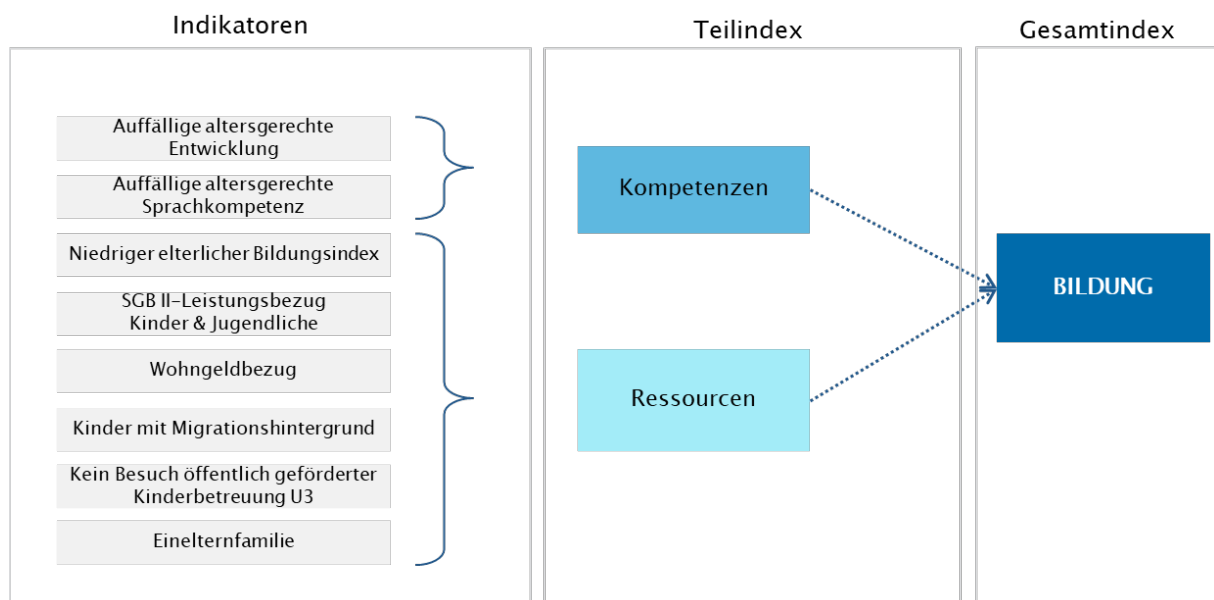 Indikatoren
Teilindex
Gesamtindex
Auffällige altersgerechte
Entwicklung
Auffällige altersgerechte
Sprachkompetenz
Niedriger elterlicher Bildungsindex
SGB II-Leistungsbezug
Kinder & Jugendliche
Wohngeldbezug
Kinder mit Migrationshintergrund
Kein Besuch öffentlich geförderter
Kinderbetreuung U3
Einelternfamilie
Kompetenzen
Ressourcen
BILDUNG